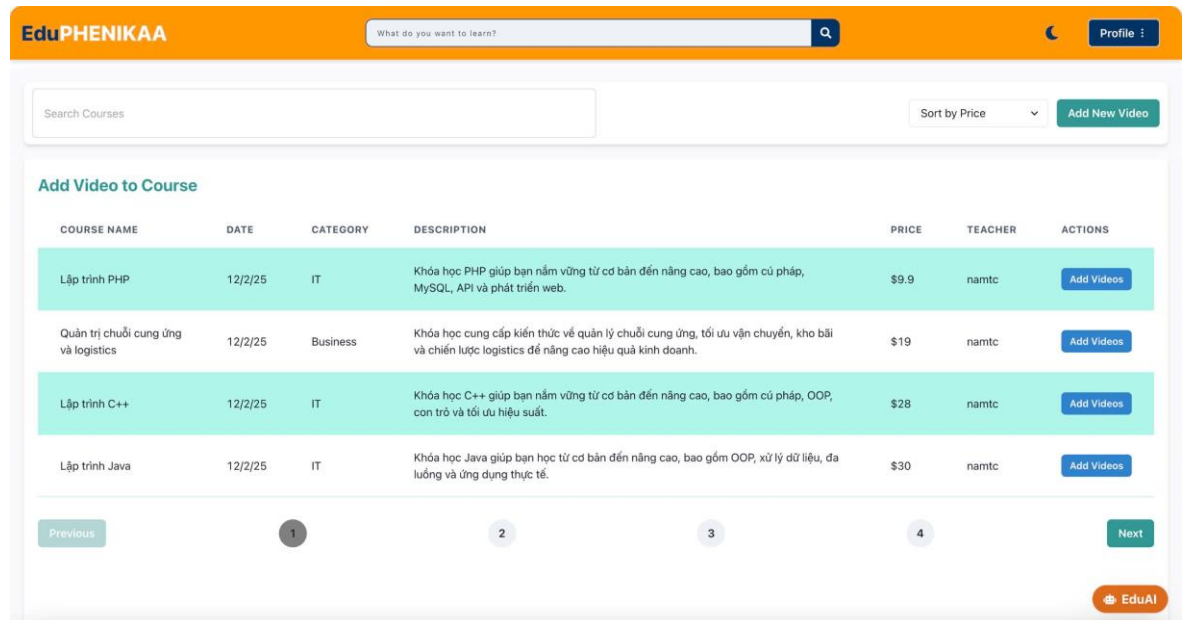 EduPHENIKAA
What do you want to learn?
Profile
Search Courses
Sort by Price
Add New Video
Add Video to Course
COURSE NAME DATE CATEGORY DESCRIPTION PRICE TEACHER ACTIONS
Lập trình PHP 12/2/25 IT Khóa học PHP giúp bạn nắm vững từ cơ bản đến nâng cao, bao gồm cú pháp,
MySQL, API và phát triển web. $9.9 namtc Add Videos
Quản trị chuỗi cung ứng
và logistics 12/2/25 Business Khóa học cung cấp kiến thức về quản lý chuỗi cung ứng, tối ưu vận chuyển, kho bãi
và chiến lược logistics để nâng cao hiệu quả kinh doanh. $19 namtc Add Videos
Lập trình C++ 12/2/25 IT Khóa học C++ giúp bạn nắm vững từ cơ bản đến nâng cao, bao gồm cú pháp, OOP,
con trỏ và tối ưu hiệu suất. $28 namtc Add Videos
Lập trình Java 12/2/25 IT Khóa học Java giúp bạn học từ cơ bản đến nâng cao, bao gồm OOP, xử lý dữ liệu, đa
luồng và ứng dụng thực tế. $30 namtc Add Videos
Previous 1 2 3 4 Next
EduAI